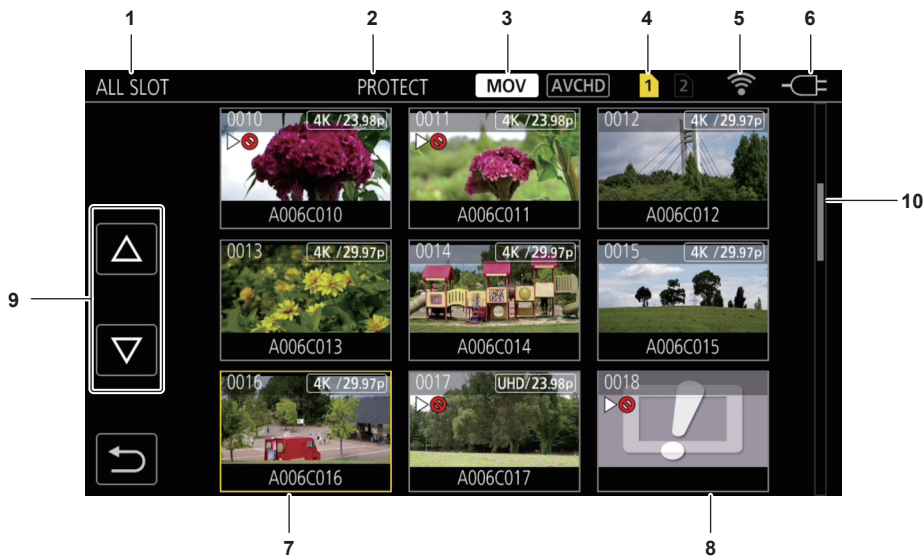 1 2 3 4 5 6
ALL SLOT PROTECT MOV AVCHD 1 2
0010 4K /23.98p 0011 4K /23.98p 0012 4K /29.97p
A006C010 A006C011 A006C012
10
0013 4K /29.97p 0014 4K /29.97p 0015 4K /29.97p
9
A006C013 A006C014 A006C015
0016 4K /29.97p 0017 UHD/23.98p 0018
A006C016 A006C017
7 8